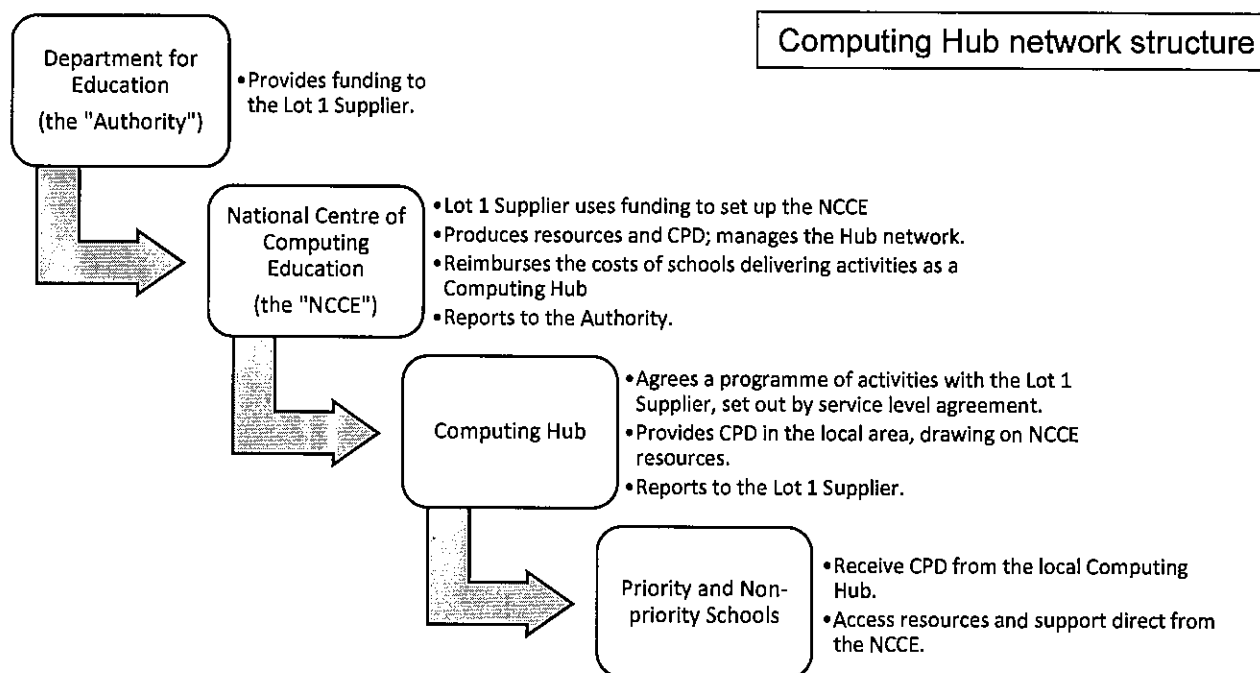 Computing Hub network structure
Department for
Education
(the "Authority")
•Provides funding to
the Lot 1 Supplier.
National Centre of
Computing
Education
(the "NCCE")
•Lot 1 Supplier uses funding to set up the NCCE
•Produces resources and CPD; manages the Hub network.
•Reimburses the costs of schools delivering activities as a
Computing Hub
•Reports to the Authority.
Computing Hub
•Agrees a programme of activities with the Lot 1
Supplier, set out by service level agreement.
•Provides CPD in the local area, drawing on NCCE
resources.
•Reports to the Lot 1 Supplier.
Priority and Non-
priority Schools
•Receive CPD from the local Computing
Hub.
•Access resources and support direct from
the NCCE.